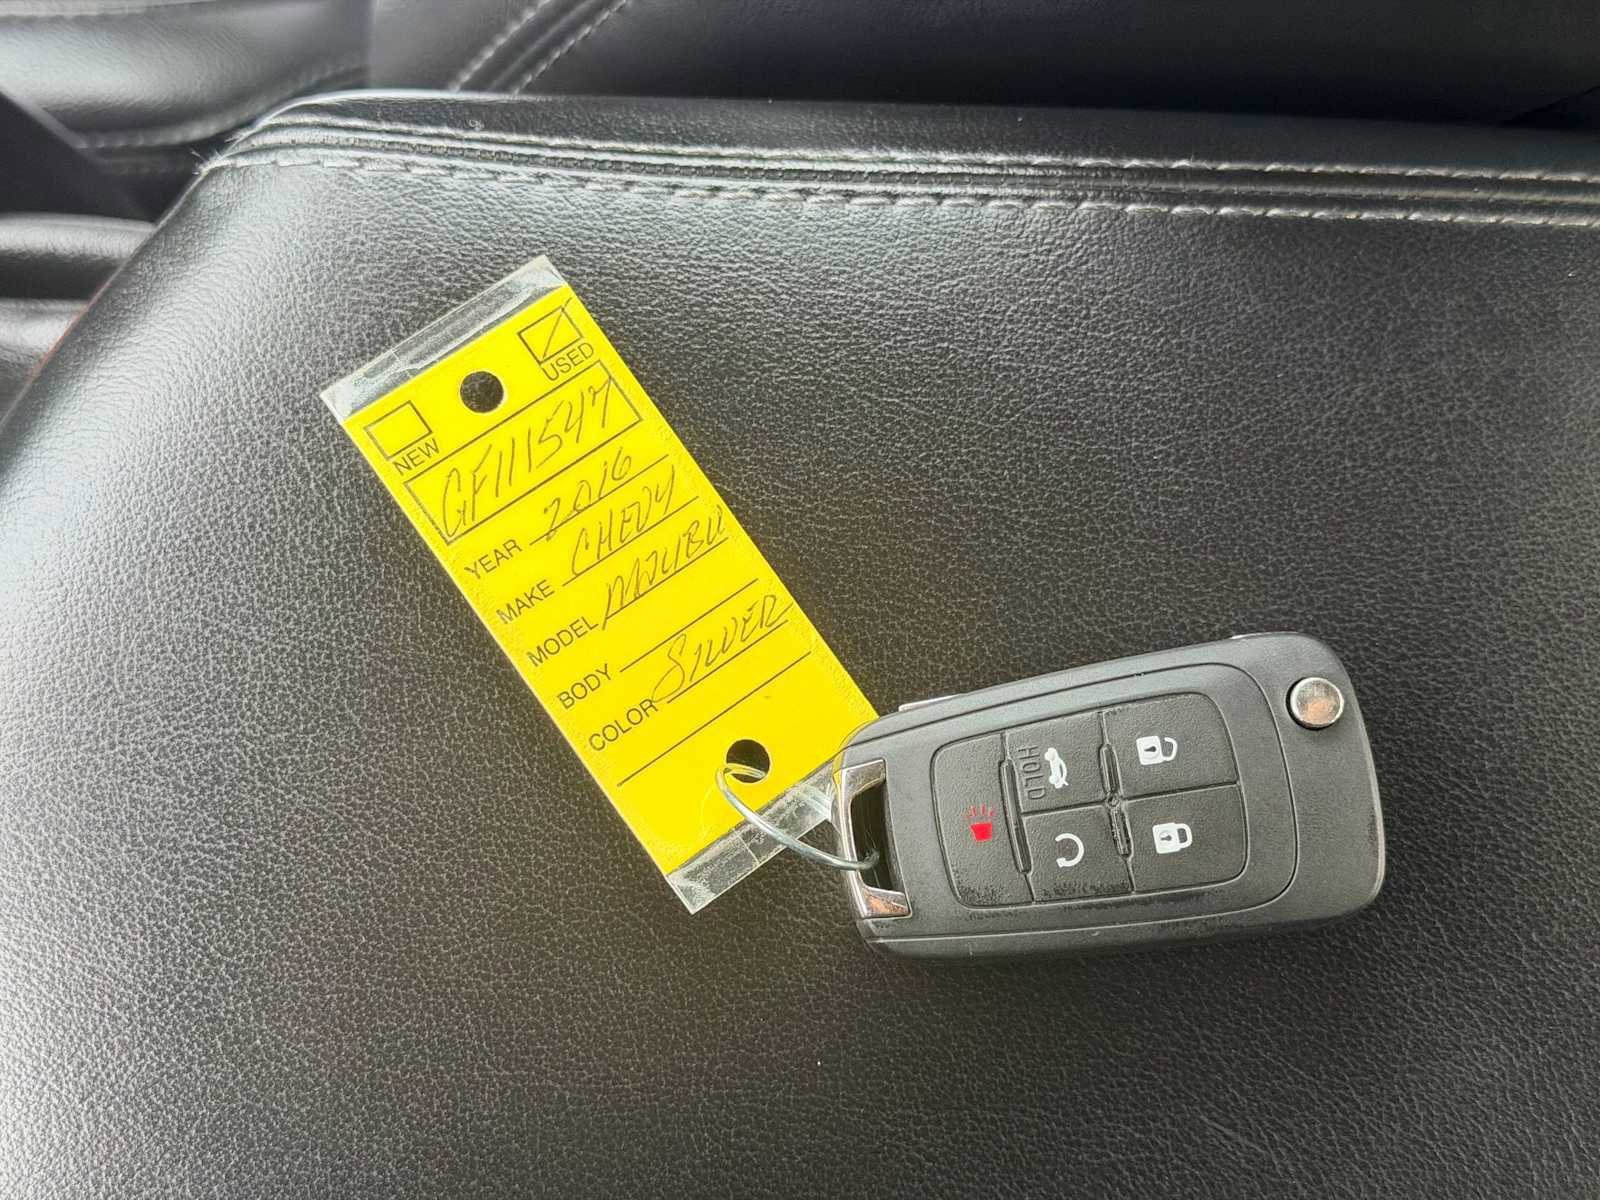 NEW USED
GF111547
YEAR 2016
MAKE CHEVY
MODEL MALIBU
BODY
COLOR SILVER
HOLD